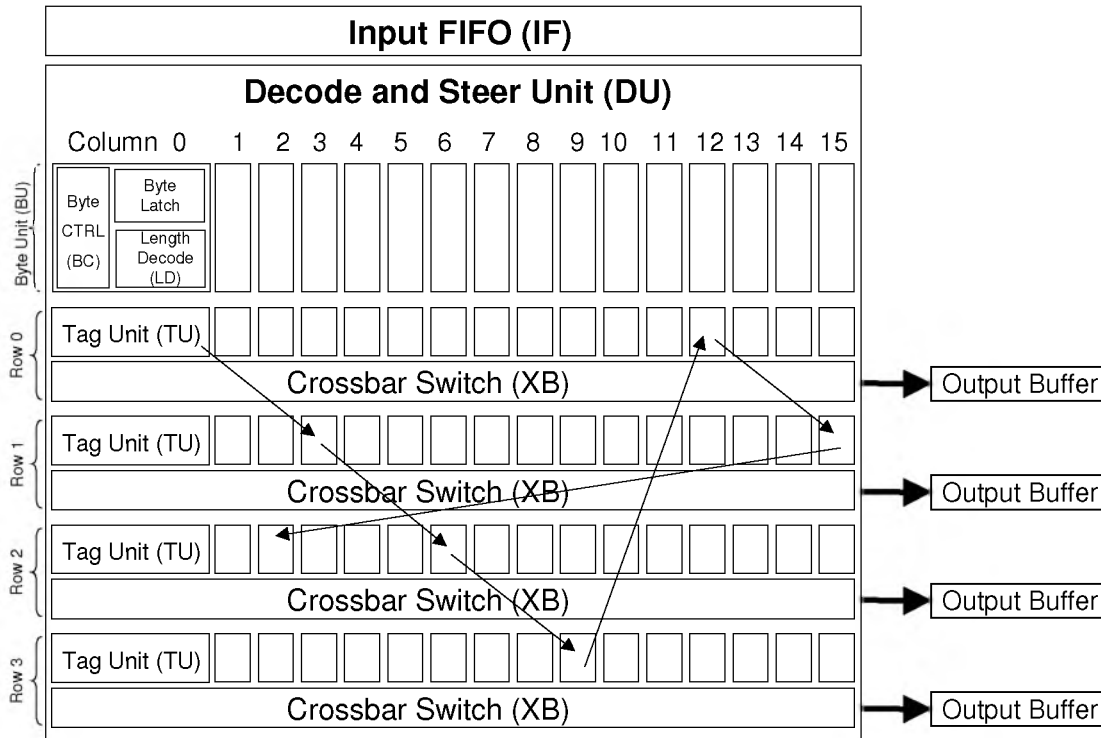 Input FIFO (IF)
Decode and Steer Unit (DU)
Column 0 1 2 3 4 5 6 7 8 9 10 11 12 13 14 15
Byte Unit (BU)
Byte
CTRL
(BC)
Byte
Latch
Length
Decode
(LD)
Row 0
Tag Unit (TU)
Crossbar Switch (XB)
Output Buffer
Row 1
Tag Unit (TU)
Crossbar Switch (XB)
Output Buffer
Row 2
Tag Unit (TU)
Crossbar Switch (XB)
Output Buffer
Row 3
Tag Unit (TU)
Crossbar Switch (XB)
Output Buffer